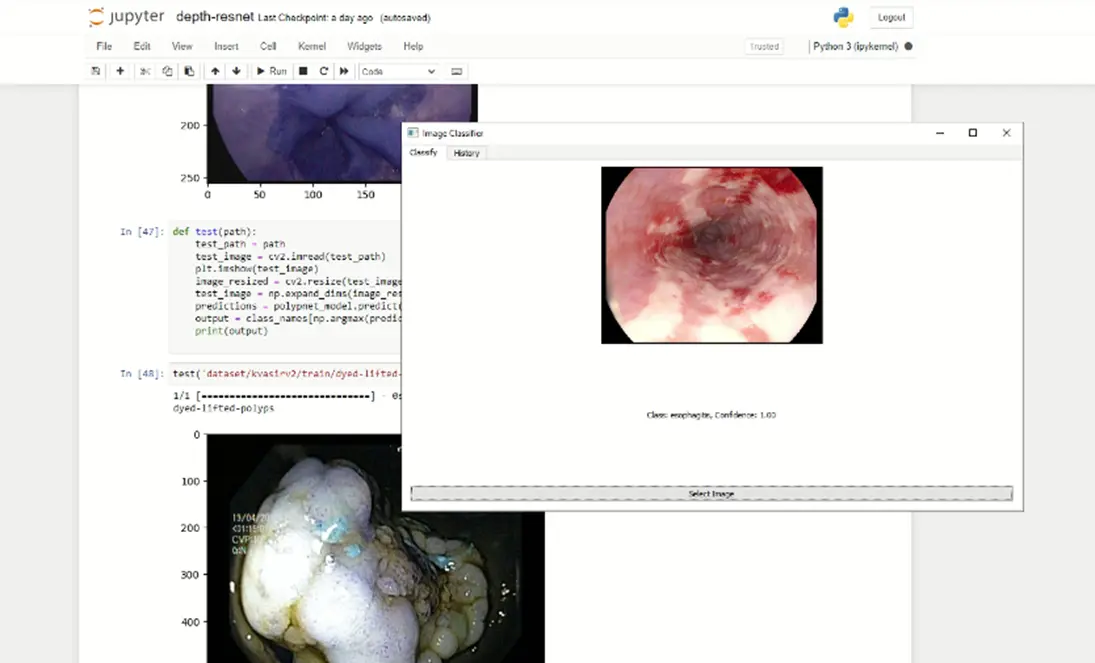 jupyter depth-resnet Last Checkpoint: a day ago (autosaved)
Logout
File Edit View Insert Cell Kernel Widgets Help
Trusted
Python 3 (ipykernel)
Run
Code
200
250
0 50 100 150
Image Classifier
Classify History
Class: esophagitis, Confidence: 1.00
Select Image
In [47]: def test(path):
test_path = path
test_image = cv2.imread(test_path)
plt.imshow(test_image)
image_resized = cv2.resize(test_image
test_image = np.expand_dims(image_res
predictions = polypnet_model.predict(
output = class_names[np.argmax(predic
print(output)
In [48]: test('dataset/kvasirv2/train/dyed-lifted-
1/1 [==============================] - 0s
dyed-lifted-polyps
0
100
200
300
400